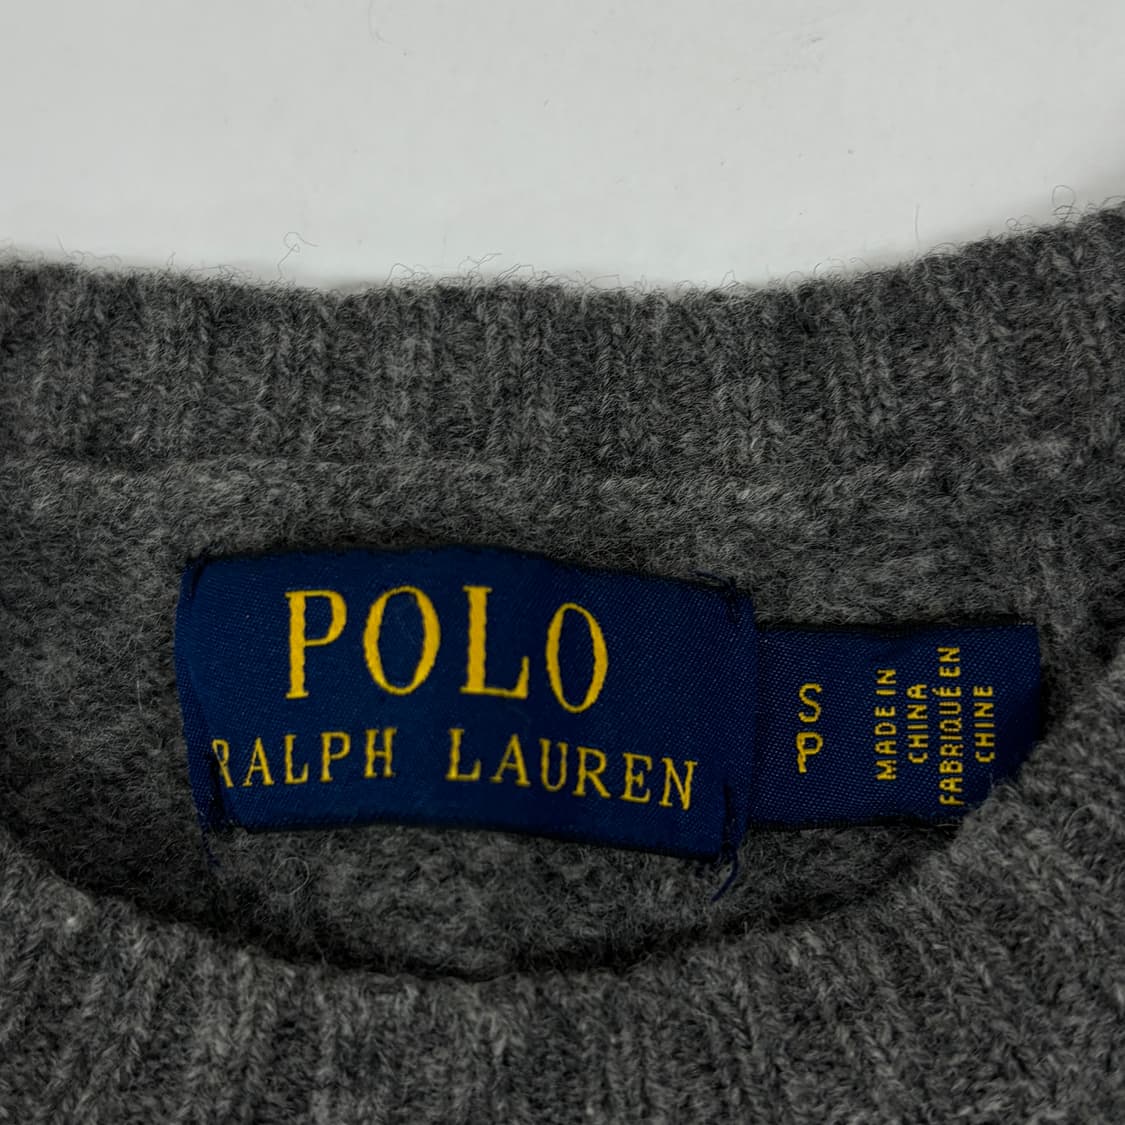 POLO
RALPH LAUREN
S
P
MADE IN
CHINA
FABRIQUÉ EN
CHINE